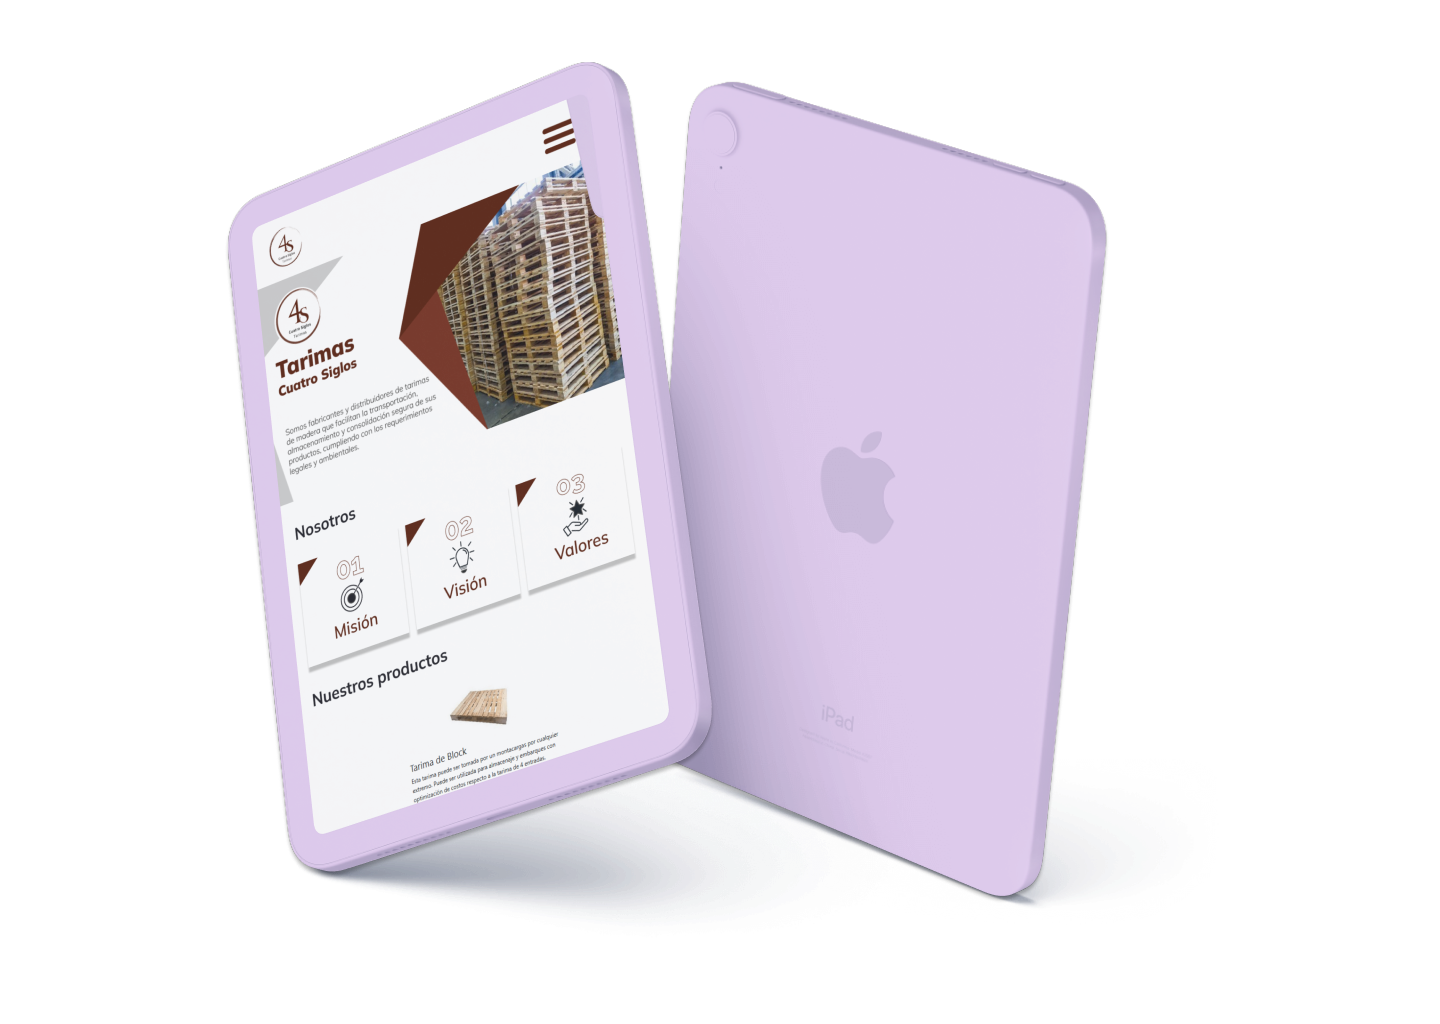 4s
Cuatro Siglos
4s
Cuatro Siglos
Tarimas
Tarimas
Cuatro Siglos
Somos fabricantes y distribuidores de tarimas
de madera que facilitan la transportación,
almacenamiento y consolidación segura de sus
productos, cumpliendo con los requerimientos
legales y ambientales.
Nosotros
01
Misión
02
Visión
03
Valores
Nuestros productos
Tarima de Block
Esta tarima puede ser tomada por un montacargas por cualquier
extremo. Puede ser utilizada para almacenaje y embarques con
optimización de costos respecto a la tarima de 4 entradas.
iPad